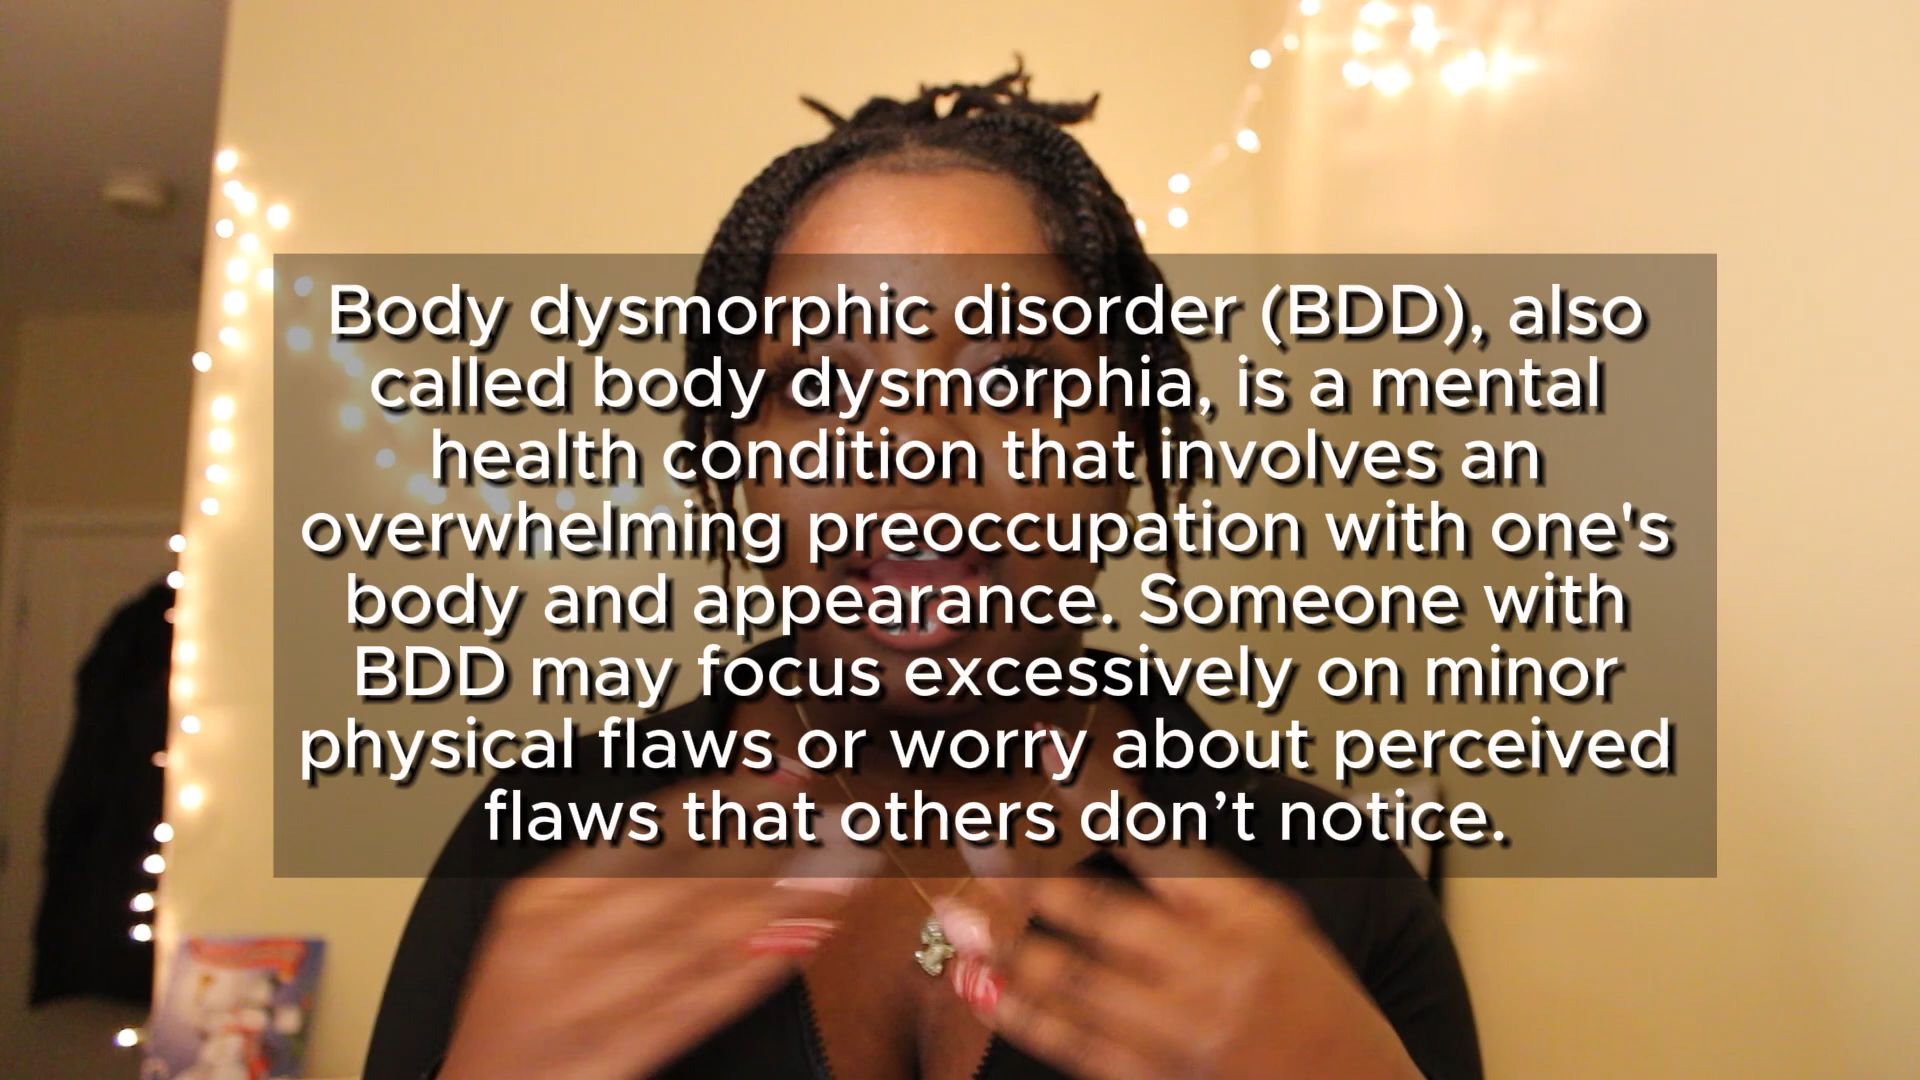 Body dysmorphic disorder (BDD), also
called body dysmorphia, is a mental
health condition that involves an
overwhelming preoccupation with one's
body and appearance. Someone with
BDD may focus excessively on minor
physical flaws or worry about perceived
flaws that others don’t notice.